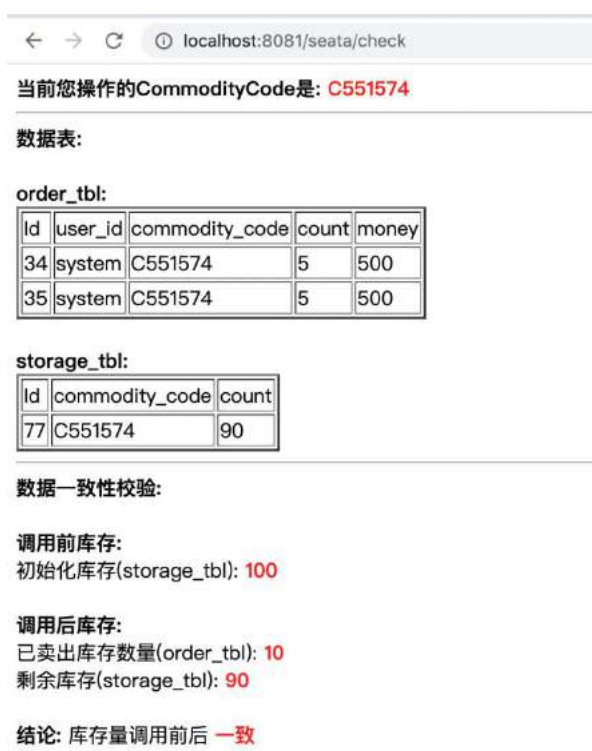 localhost:8081/seata/check
当前您操作的CommodityCode是: C551574
数据表:
order_tbl:
Id user_id commodity_code count money
34 system C551574 5 500
35 system C551574 5 500
storage_tbl:
Id commodity_code count
77 C551574 90
数据一致性校验:
调用前库存:
初始化库存(storage_tbl): 100
调用后库存:
已卖出库存数量(order_tbl): 10
剩余库存(storage_tbl): 90
结论: 库存量调用前后 一致